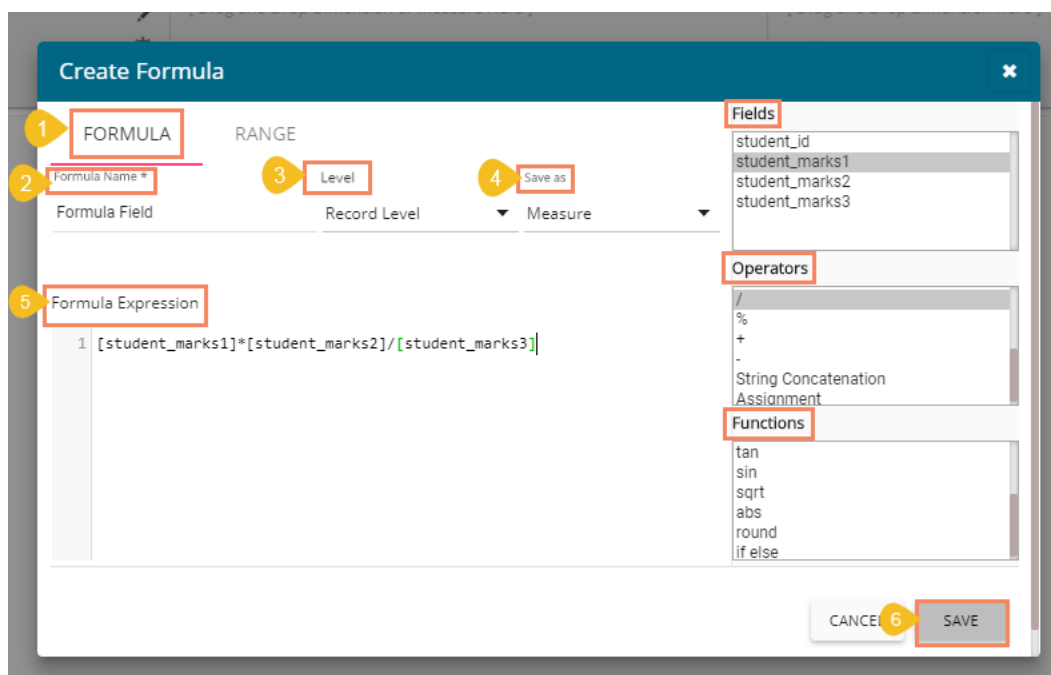 Create Formula
1
FORMULA
RANGE
2
Formula Name *
3
Level
4
Save as
Formula Field
Record Level
Measure
5
Formula Expression
1 [student_marks1]*[student_marks2]/[student_marks3]
Fields
student_id
student_marks1
student_marks2
student_marks3
Operators
/
%
+
-
String Concatenation
Assignment
Functions
tan
sin
sqrt
abs
round
if else
6
SAVE